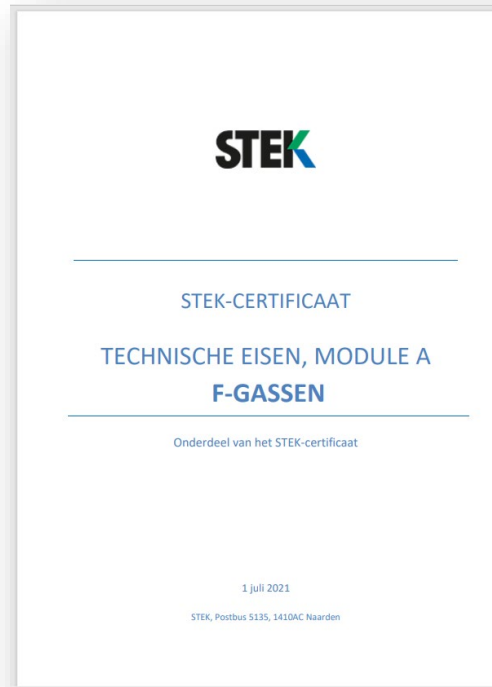 STEK
STEK-CERTIFICAAT
TECHNISCHE EISEN, MODULE A
F-GASSEN
Onderdeel van het STEK-certificaat
1 juli 2021
STEK, Postbus 5135, 1410AC Naarden